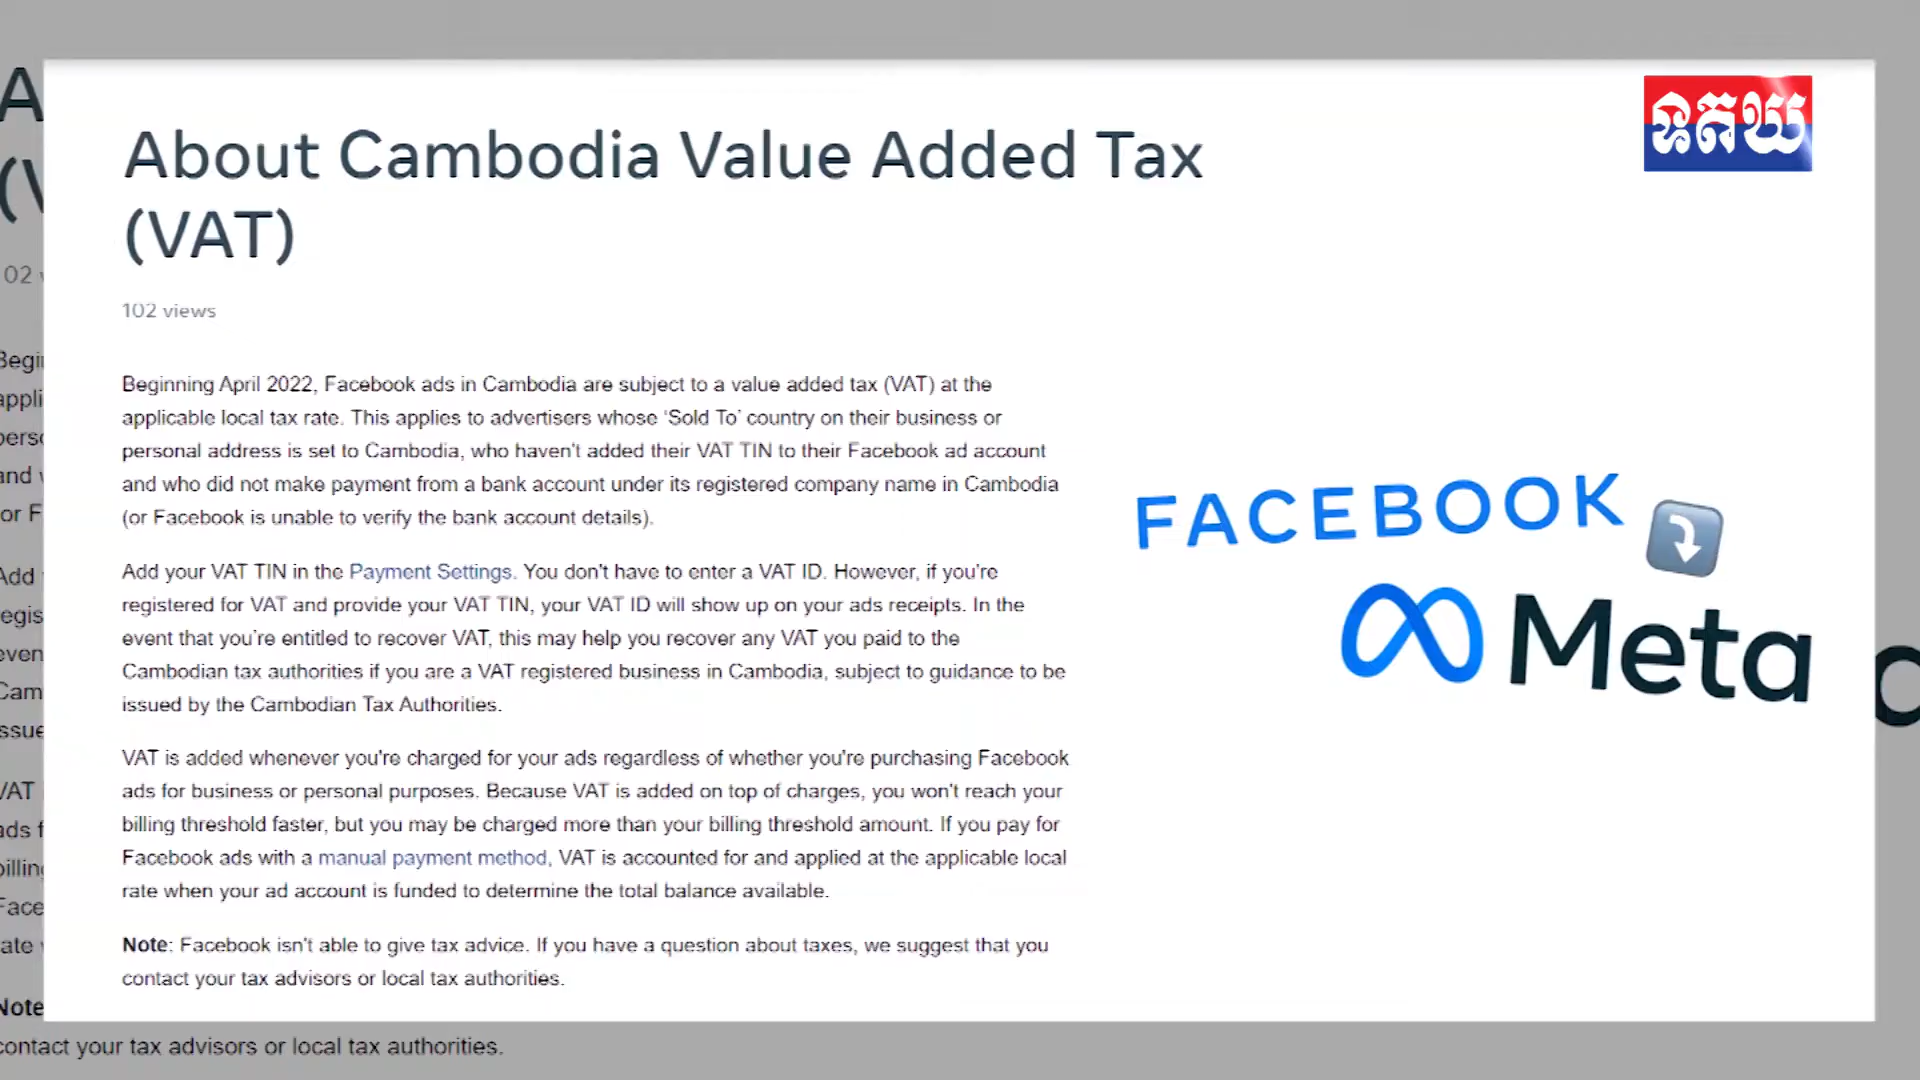 ឧតយ
About Cambodia Value Added Tax
(VAT)
102 views
Beginning April 2022, Facebook ads in Cambodia are subject to a value added tax (VAT) at the
applicable local tax rate. This applies to advertisers whose ‘Sold To’ country on their business or
personal address is set to Cambodia, who haven't added their VAT TIN to their Facebook ad account
and who did not make payment from a bank account under its registered company name in Cambodia
(or Facebook is unable to verify the bank account details).
Add your VAT TIN in the Payment Settings. You don't have to enter a VAT ID. However, if you’re
registered for VAT and provide your VAT TIN, your VAT ID will show up on your ads receipts. In the
event that you’re entitled to recover VAT, this may help you recover any VAT you paid to the
Cambodian tax authorities if you are a VAT registered business in Cambodia, subject to guidance to be
issued by the Cambodian Tax Authorities.
VAT is added whenever you're charged for your ads regardless of whether you're purchasing Facebook
ads for business or personal purposes. Because VAT is added on top of charges, you won't reach your
billing threshold faster, but you may be charged more than your billing threshold amount. If you pay for
Facebook ads with a manual payment method, VAT is accounted for and applied at the applicable local
rate when your ad account is funded to determine the total balance available.
Note: Facebook isn't able to give tax advice. If you have a question about taxes, we suggest that you
contact your tax advisors or local tax authorities.
FACEBOOK
Meta
contact your tax advisors or local tax authorities.